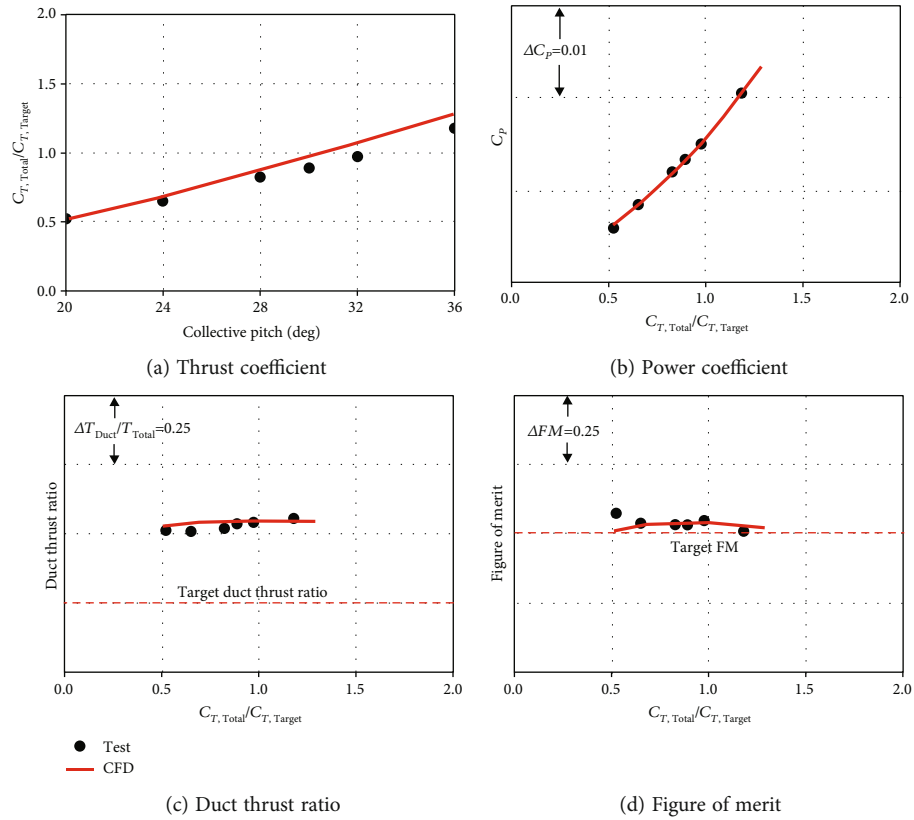 2.0
1.5
1.0
0.5
0.0
C_T, Total/C_T, Target
20
24
28
32
36
Collective pitch (deg)
(a) Thrust coefficient
ΔC_P=0.01
C_P
0.0
0.5
1.0
1.5
2.0
C_T, Total/C_T, Target
(b) Power coefficient
ΔT_Duct/T_Total=0.25
Duct thrust ratio
Target duct thrust ratio
0.0
0.5
1.0
1.5
2.0
C_T, Total/C_T, Target
Test
CFD
(c) Duct thrust ratio
ΔFM=0.25
Figure of merit
Target FM
0.0
0.5
1.0
1.5
2.0
C_T, Total/C_T, Target
(d) Figure of merit